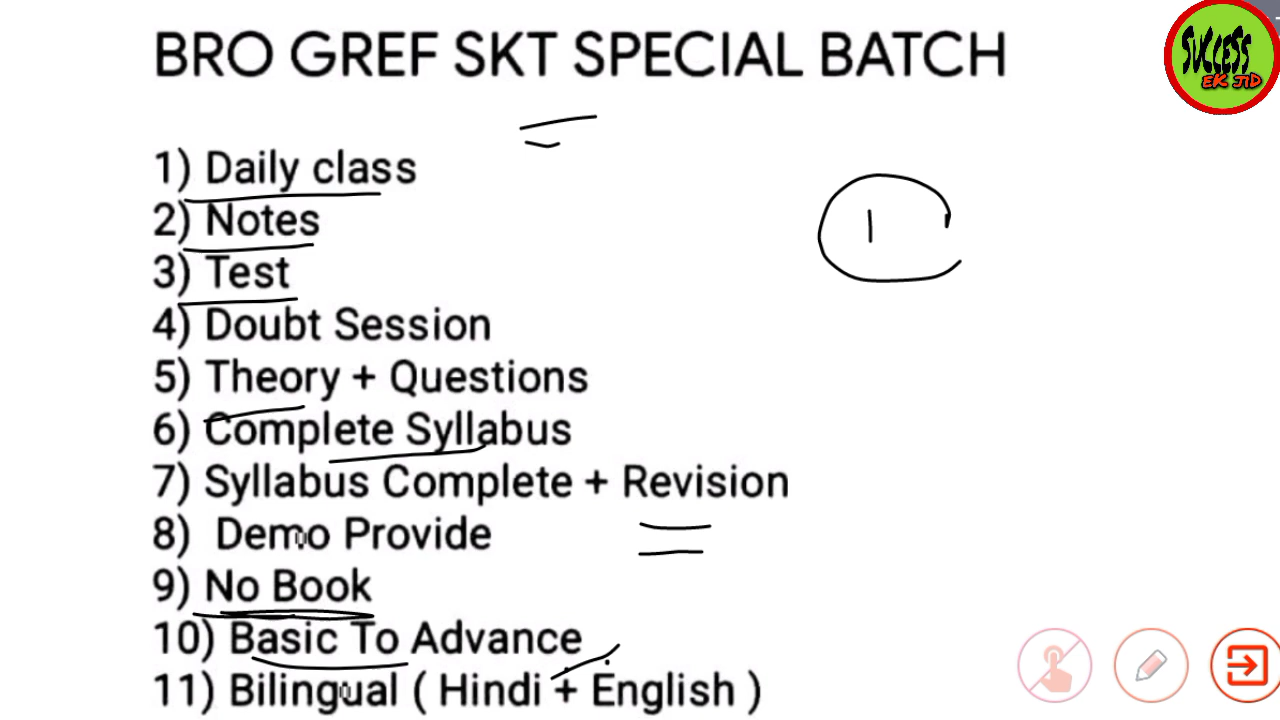 BRO GREF SKT SPECIAL BATCH
SUCCESS
EK JID
1) Daily class
1
2) Notes
3) Test
4) Doubt Session
5) Theory + Questions
6) Complete Syllabus
7) Syllabus Complete + Revision
8) Demo Provide
9) No Book
10) Basic To Advance
11) Bilingual ( Hindi + English )